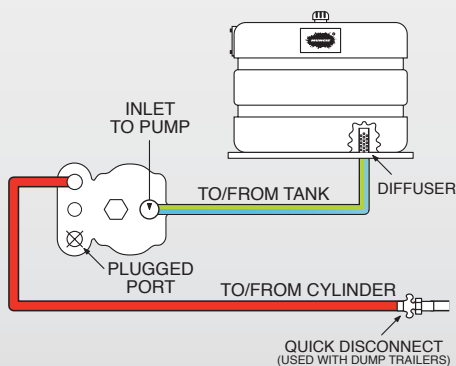 INLET
TO PUMP
DIFFUSER
TO/FROM TANK
PLUGGED
PORT
TO/FROM CYLINDER
QUICK DISCONNECT
(USED WITH DUMP TRAILERS)